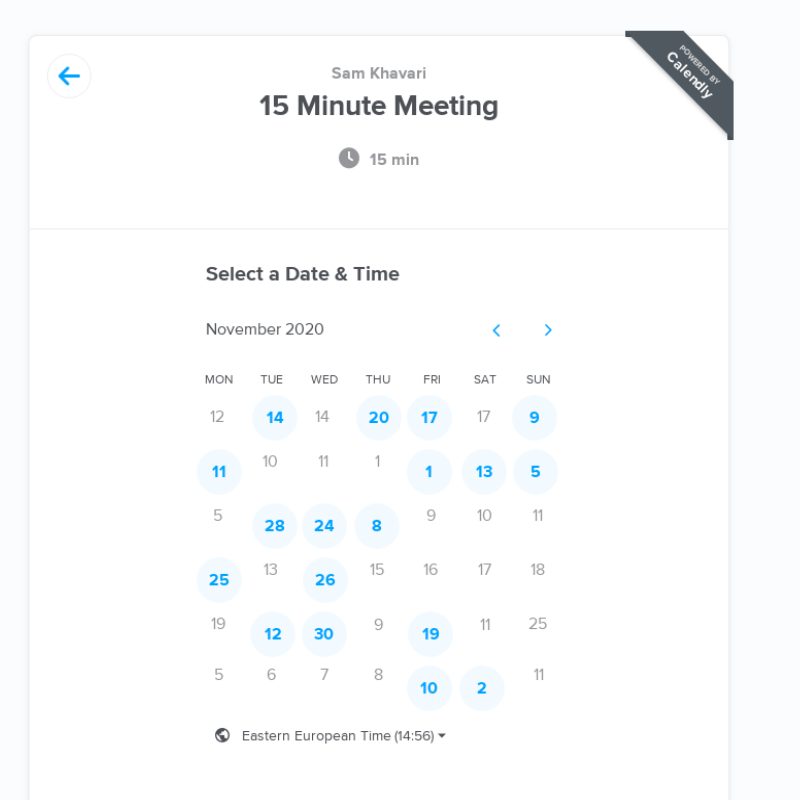 POWERED BY
Calendly
Sam Khavari
15 Minute Meeting
15 min
Select a Date & Time
November 2020
MON TUE WED THU FRI SAT SUN
12 14 14 20 17 17 9
11 10 11 1 1 13 5
5 28 24 8 9 10 11
25 13 26 15 16 17 18
19 12 30 9 19 11 25
5 6 7 8 10 2 11
Eastern European Time (14:56)